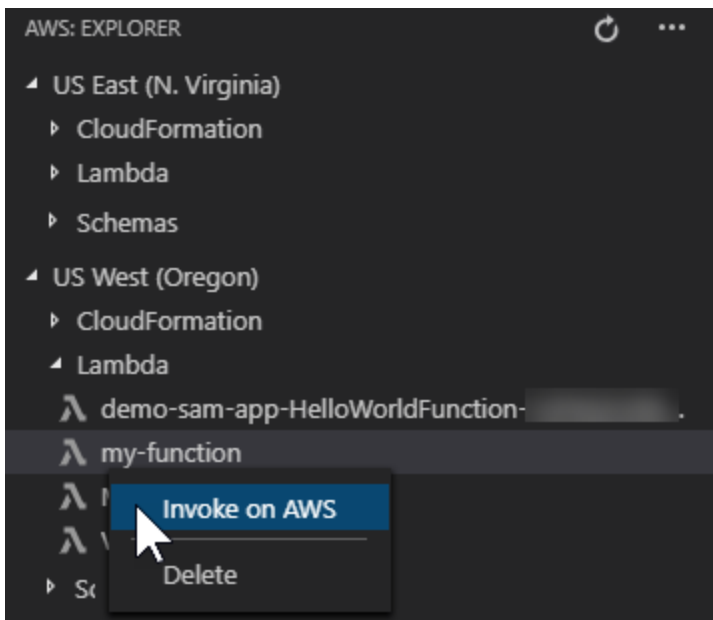 AWS: EXPLORER
US East (N. Virginia)
CloudFormation
Lambda
Schemas
US West (Oregon)
CloudFormation
Lambda
demo-sam-app-HelloWorldFunction- .
my-function
Invoke on AWS
Delete